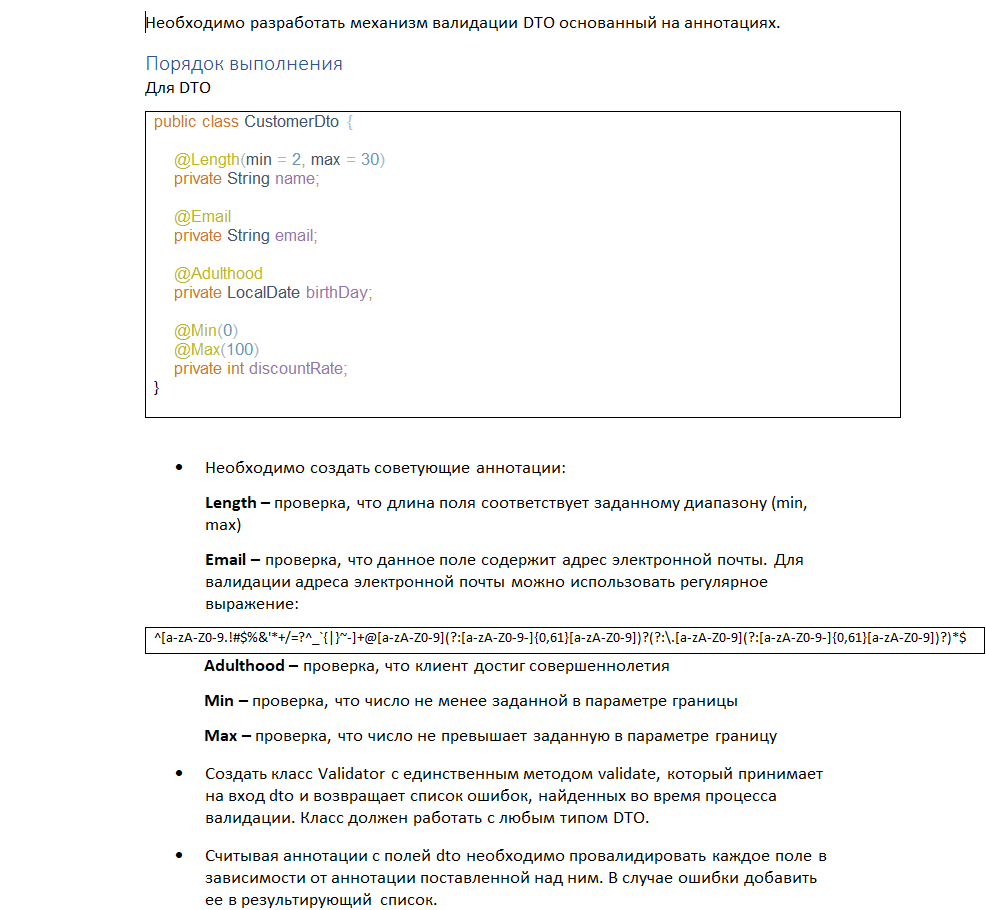 Необходимо разработать механизм валидации DTO основанный на аннотациях.
Порядок выполнения
Для DTO
public class CustomerDto {
@Length(min = 2, max = 30)
private String name;
@Email
private String email;
@Adulthood
private LocalDate birthDay;
@Min(0)
@Max(100)
private int discountRate;
}
• Необходимо создать советующие аннотации:
Length – проверка, что длина поля соответствует заданному диапазону (min,
max)
Email – проверка, что данное поле содержит адрес электронной почты. Для
валидации адреса электронной почты можно использовать регулярное
выражение:
^[a-zA-Z0-9.!#$%&'*+/=?^_`{|}~-]+@[a-zA-Z0-9](?:[a-zA-Z0-9-]{0,61}[a-zA-Z0-9])?(?:\.[a-zA-Z0-9](?:[a-zA-Z0-9-]{0,61}[a-zA-Z0-9])?)*$
Adulthood – проверка, что клиент достиг совершеннолетия
Min – проверка, что число не менее заданной в параметре границы
Max – проверка, что число не превышает заданную в параметре границу
• Создать класс Validator с единственным методом validate, который принимает
на вход dto и возвращает список ошибок, найденных во время процесса
валидации. Класс должен работать с любым типом DTO.
• Считывая аннотации с полей dto необходимо провалидировать каждое поле в
зависимости от аннотации поставленной над ним. В случае ошибки добавить
ее в результирующий список.